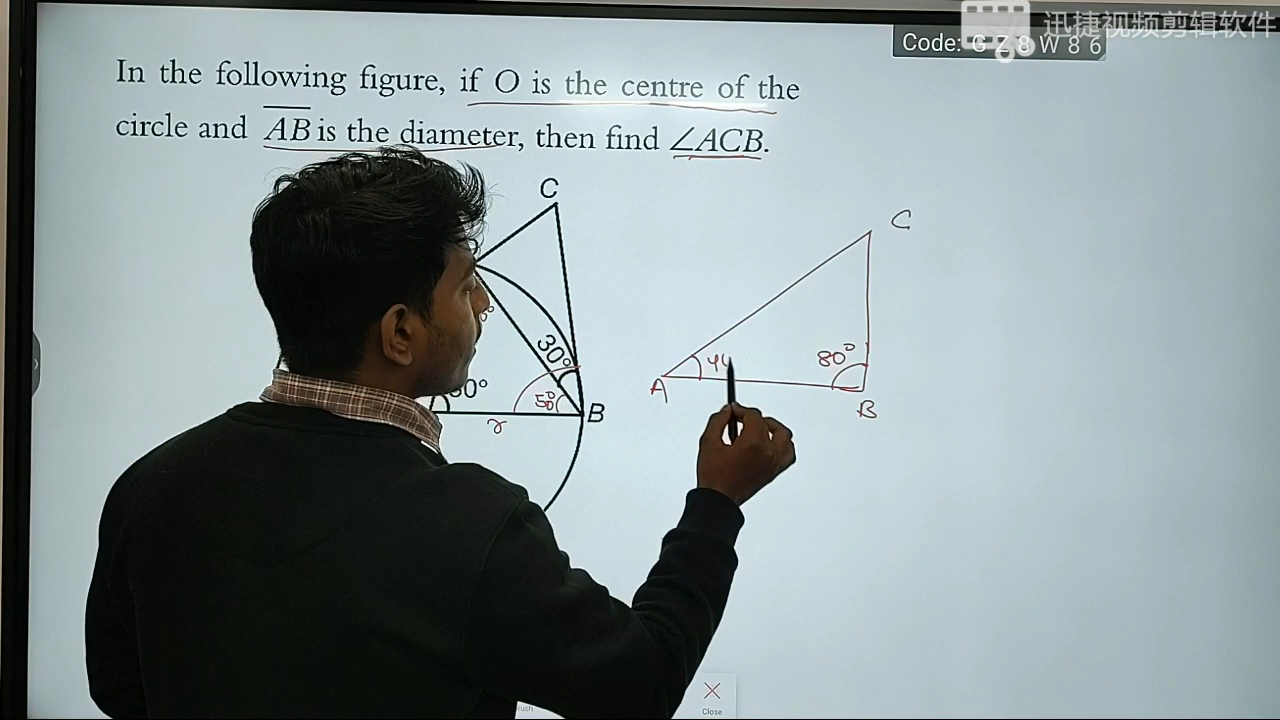 迅捷视频剪辑软件
Code: G Z 8 W 8 6
In the following figure, if O is the centre of the
circle and AB is the diameter, then find ∠ACB.
C
C
30°
80°
44
A
50°
B
B
r
Close